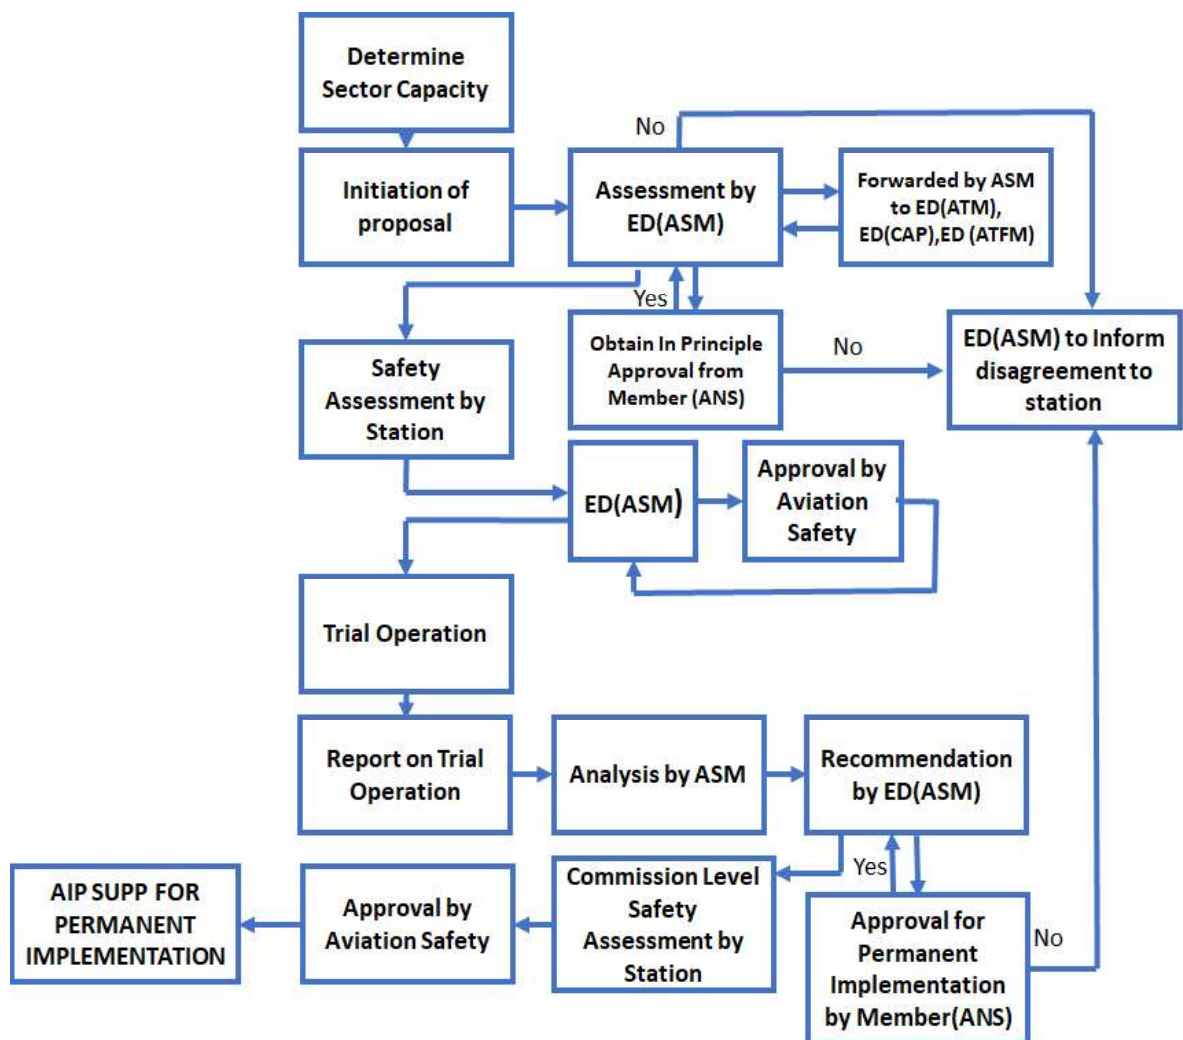 Determine
Sector Capacity
No
Initiation of
proposal
Assessment by
ED(ASM)
Forwarded by ASM
to ED(ATM),
ED(CAP),ED (ATFM)
Yes
Safety
Assessment by
Station
Obtain In Principle
Approval from
Member (ANS)
No
ED(ASM) to Inform
disagreement to
station
ED(ASM)
Approval by
Aviation
Safety
Trial Operation
Report on Trial
Operation
Analysis by ASM
Recommendation
by ED(ASM)
Yes
AIP SUPP FOR
PERMANENT
IMPLEMENTATION
Approval by
Aviation Safety
Commission Level
Safety
Assessment by
Station
Approval for
Permanent
Implementation
by Member(ANS)
No